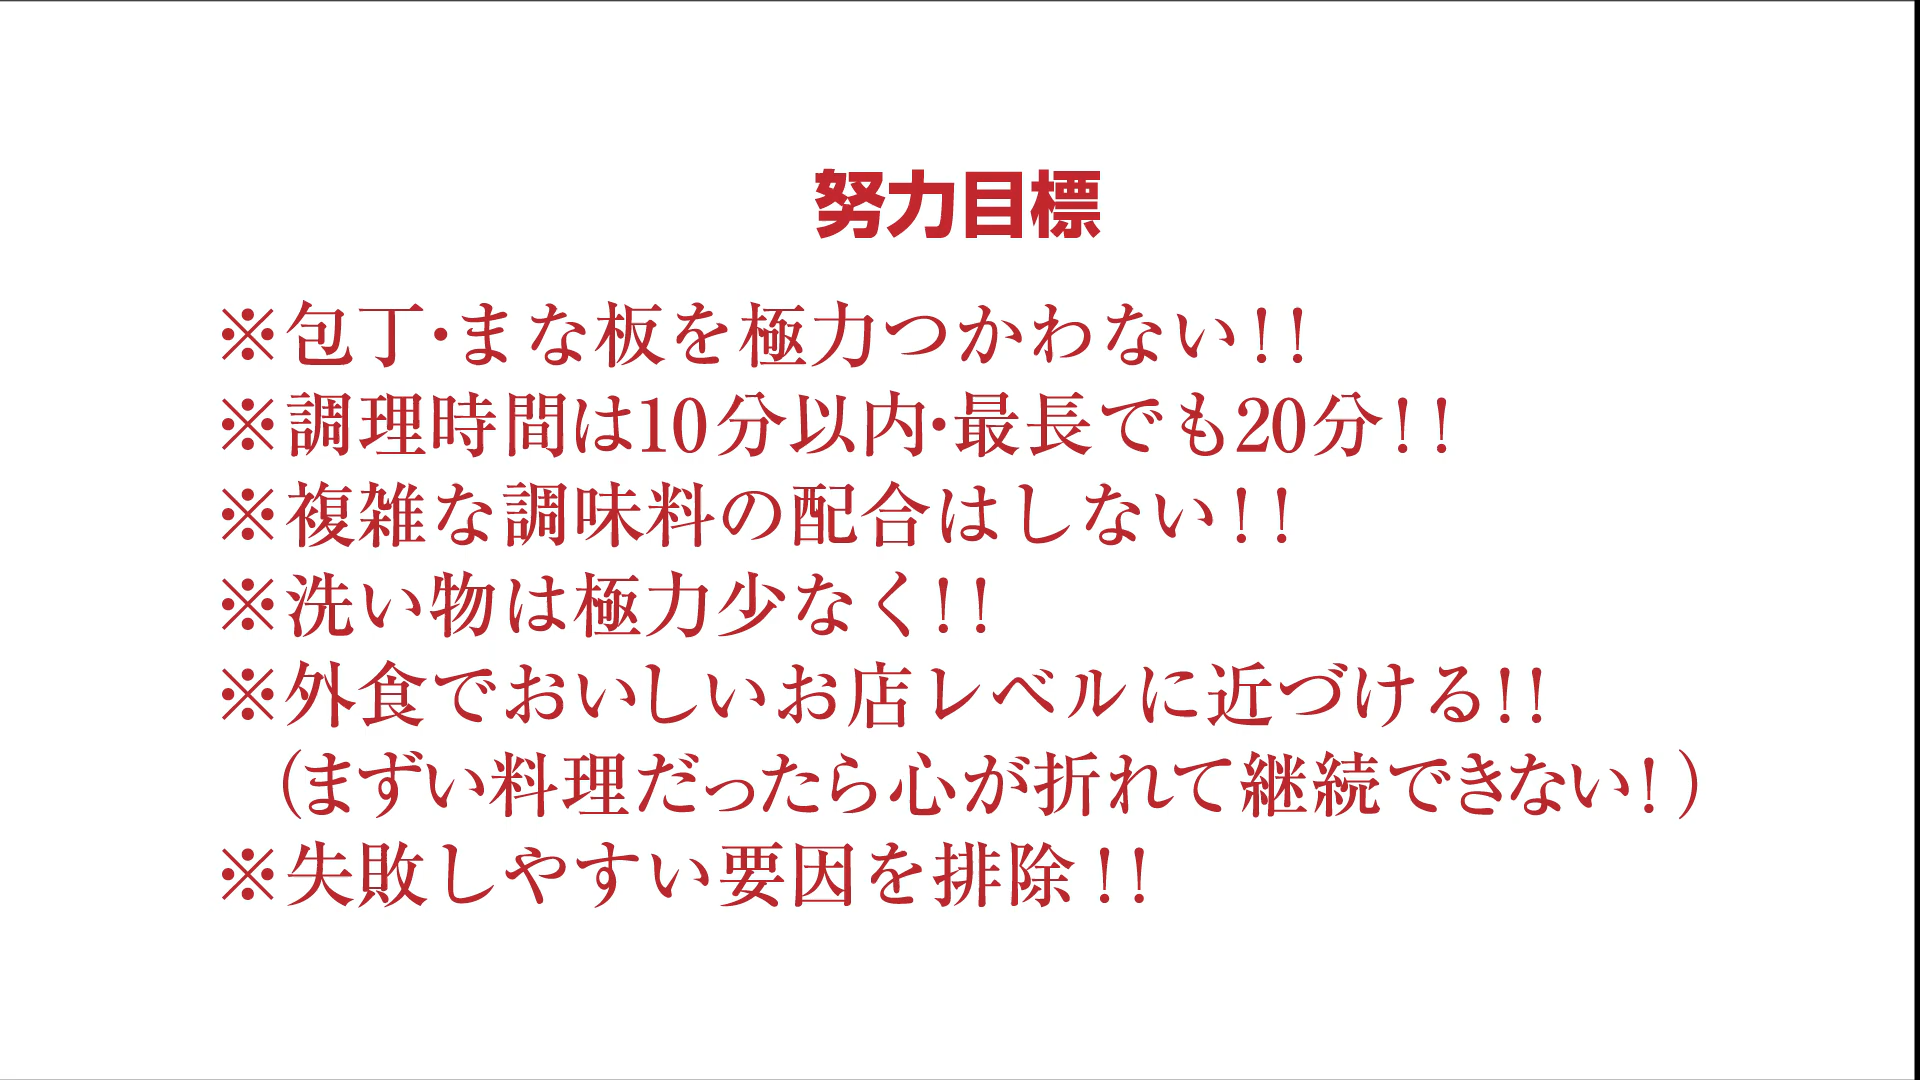 努力目標
※包丁・まな板を極力つかわない！！
※調理時間は10分以内・最長でも20分！！
※複雑な調味料の配合はしない！！
※洗い物は極力少なく！！
※外食でおいしいお店レベルに近づける！！
（まずい料理だったら心が折れて継続できない！）
※失敗しやすい要因を排除！！